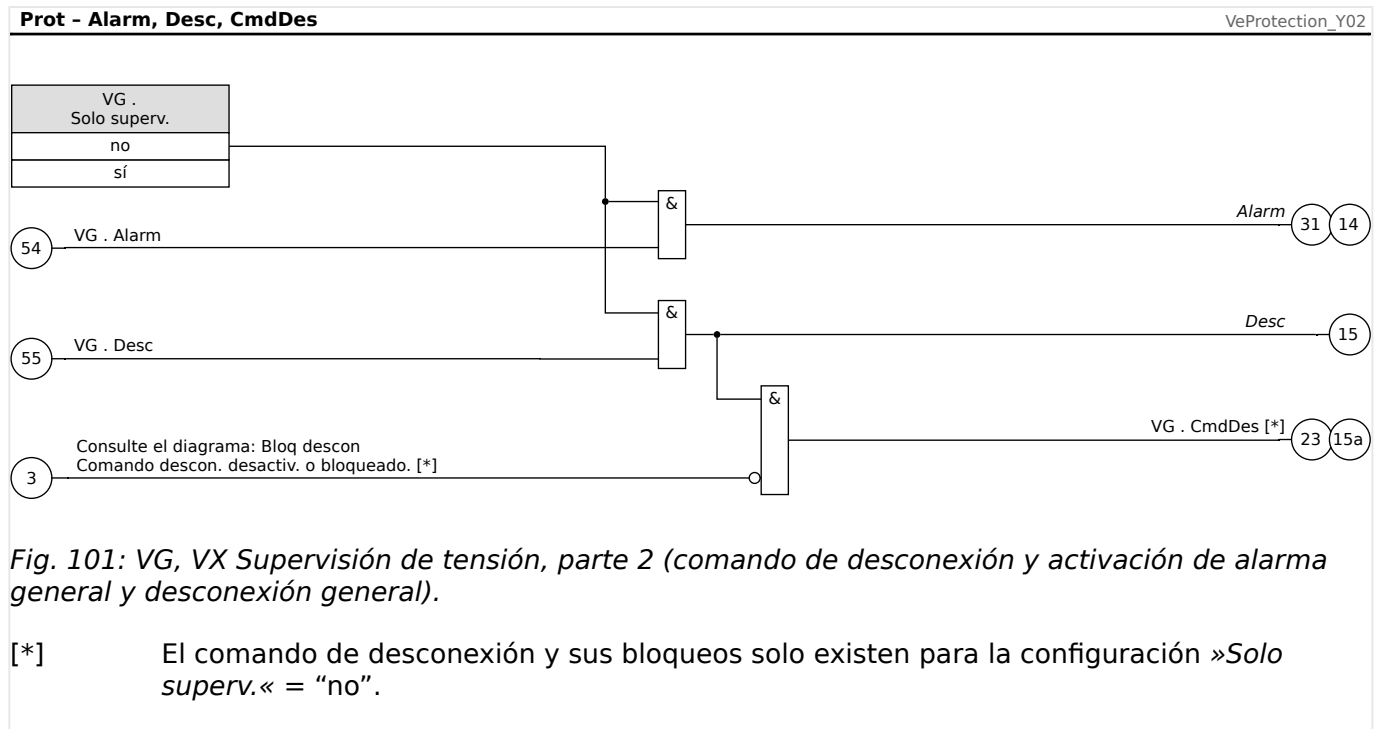 Prot – Alarm, Desc, CmdDes
VeProtection_Y02
VG .
Solo superv.
no
sí
&
Alarm
31
14
54
VG . Alarm
&
Desc
15
55
VG . Desc
&
VG . CmdDes [*]
23
15a
Consulte el diagrama: Bloq descon
Comando descon. desactiv. o bloqueado. [*]
3
Fig. 101: VG, VX Supervisión de tensión, parte 2 (comando de desconexión y activación de alarma
general y desconexión general).
[*] El comando de desconexión y sus bloqueos solo existen para la configuración »Solo
superv.« = “no”.